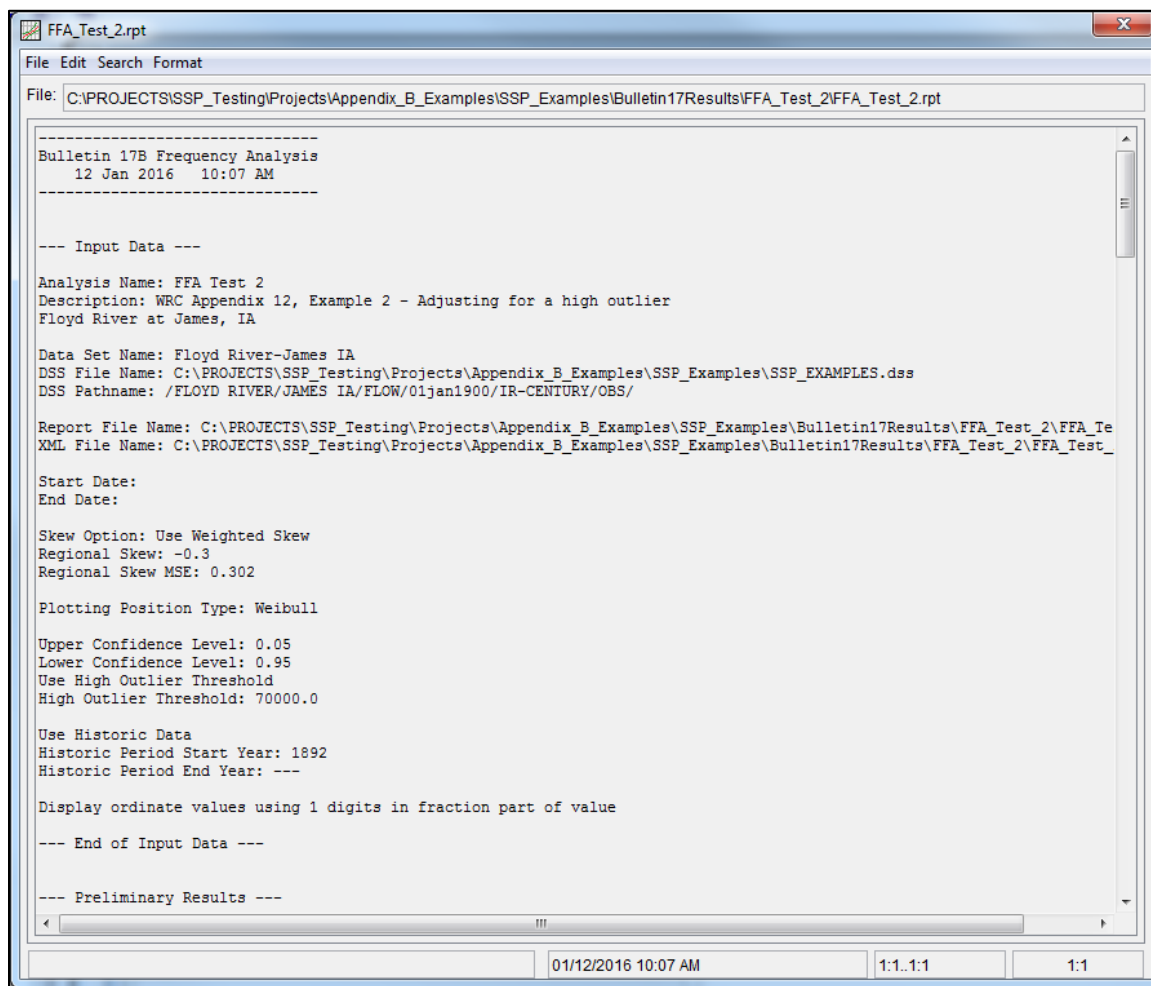 FFA_Test_2.rpt
File Edit Search Format
File: C:\PROJECTS\SSP_Testing\Projects\Appendix_B_Examples\SSP_Examples\Bulletin17Results\FFA_Test_2\FFA_Test_2.rpt
-------------------------------
Bulletin 17B Frequency Analysis
12 Jan 2016 10:07 AM
-------------------------------
--- Input Data ---
Analysis Name: FFA Test 2
Description: WRC Appendix 12, Example 2 - Adjusting for a high outlier
Floyd River at James, IA
Data Set Name: Floyd River-James IA
DSS File Name: C:\PROJECTS\SSP_Testing\Projects\Appendix_B_Examples\SSP_Examples\SSP_EXAMPLES.dss
DSS Pathname: /FLOYD RIVER/JAMES IA/FLOW/01jan1900/IR-CENTURY/OBS/
Report File Name: C:\PROJECTS\SSP_Testing\Projects\Appendix_B_Examples\SSP_Examples\Bulletin17Results\FFA_Test_2\FFA_Te
XML File Name: C:\PROJECTS\SSP_Testing\Projects\Appendix_B_Examples\SSP_Examples\Bulletin17Results\FFA_Test_2\FFA_Test_
Start Date:
End Date:
Skew Option: Use Weighted Skew
Regional Skew: -0.3
Regional Skew MSE: 0.302
Plotting Position Type: Weibull
Upper Confidence Level: 0.05
Lower Confidence Level: 0.95
Use High Outlier Threshold
High Outlier Threshold: 70000.0
Use Historic Data
Historic Period Start Year: 1892
Historic Period End Year: ---
Display ordinate values using 1 digits in fraction part of value
--- End of Input Data ---
--- Preliminary Results ---
01/12/2016 10:07 AM
1:1..1:1
1:1